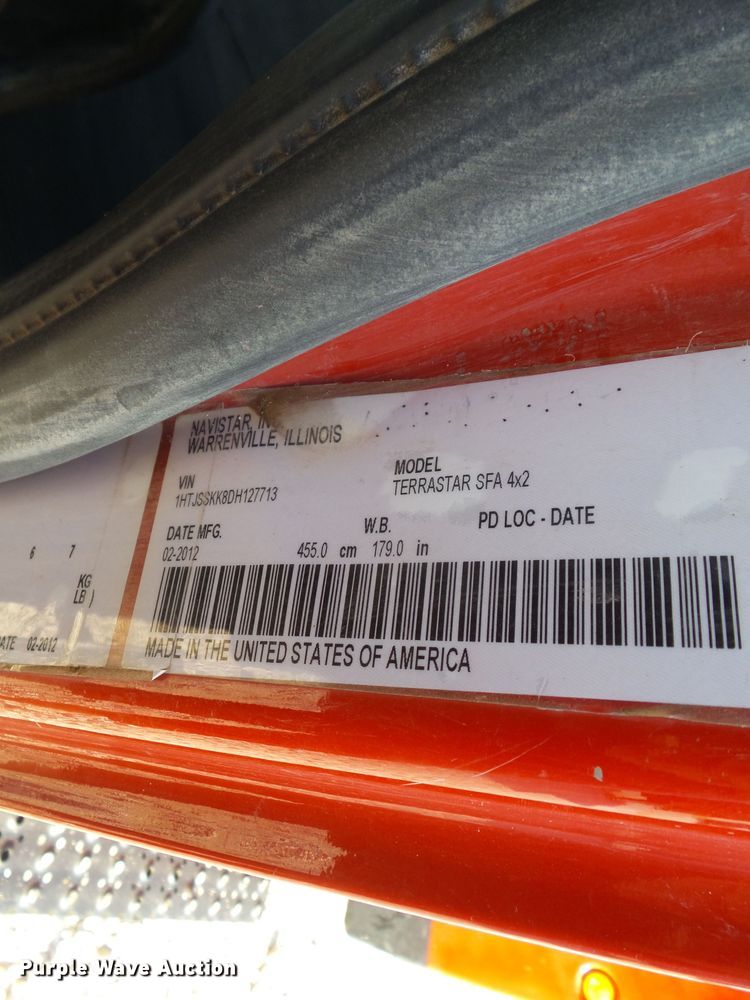 NAVISTAR, IN
WARRENVILLE, ILLINOIS
VIN
1HTJSSKK8DH127713
MODEL
TERRASTAR SFA 4x2
DATE MFG.
02-2012
455.0 cm
W.B.
179.0 in
PD LOC - DATE
MADE IN THE UNITED STATES OF AMERICA
6 7
KG
LB )
ATE 02-2012
Purple Wave Auction